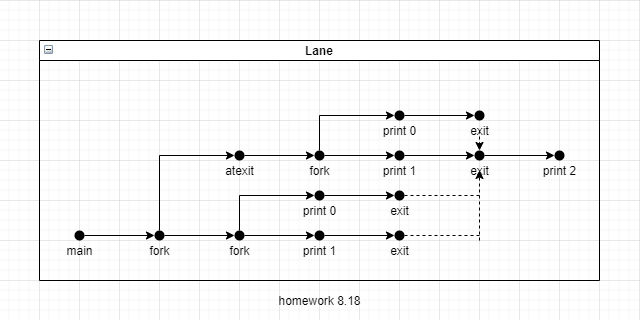 Lane
print 0 exit
atexit fork print 1 exit print 2
print 0 exit
main fork fork print 1 exit
homework 8.18